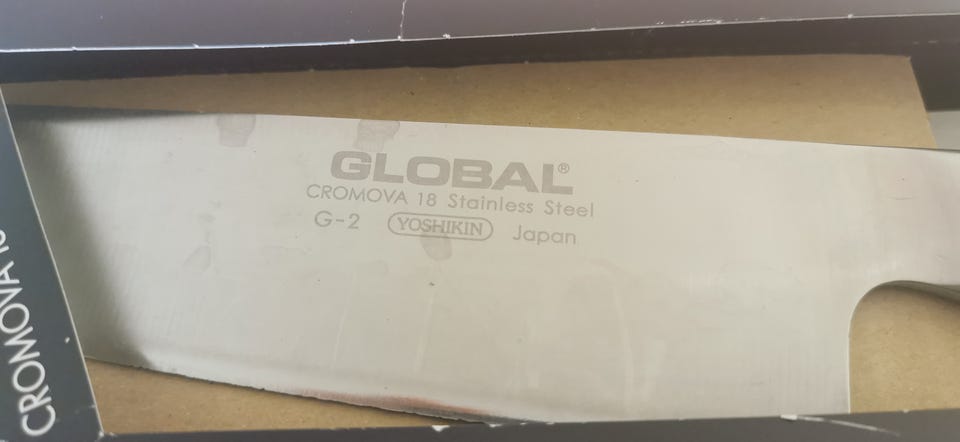 GLOBAL®
CROMOVA 18 Stainless Steel
G-2 YOSHIKIN Japan
CROMOVA 18